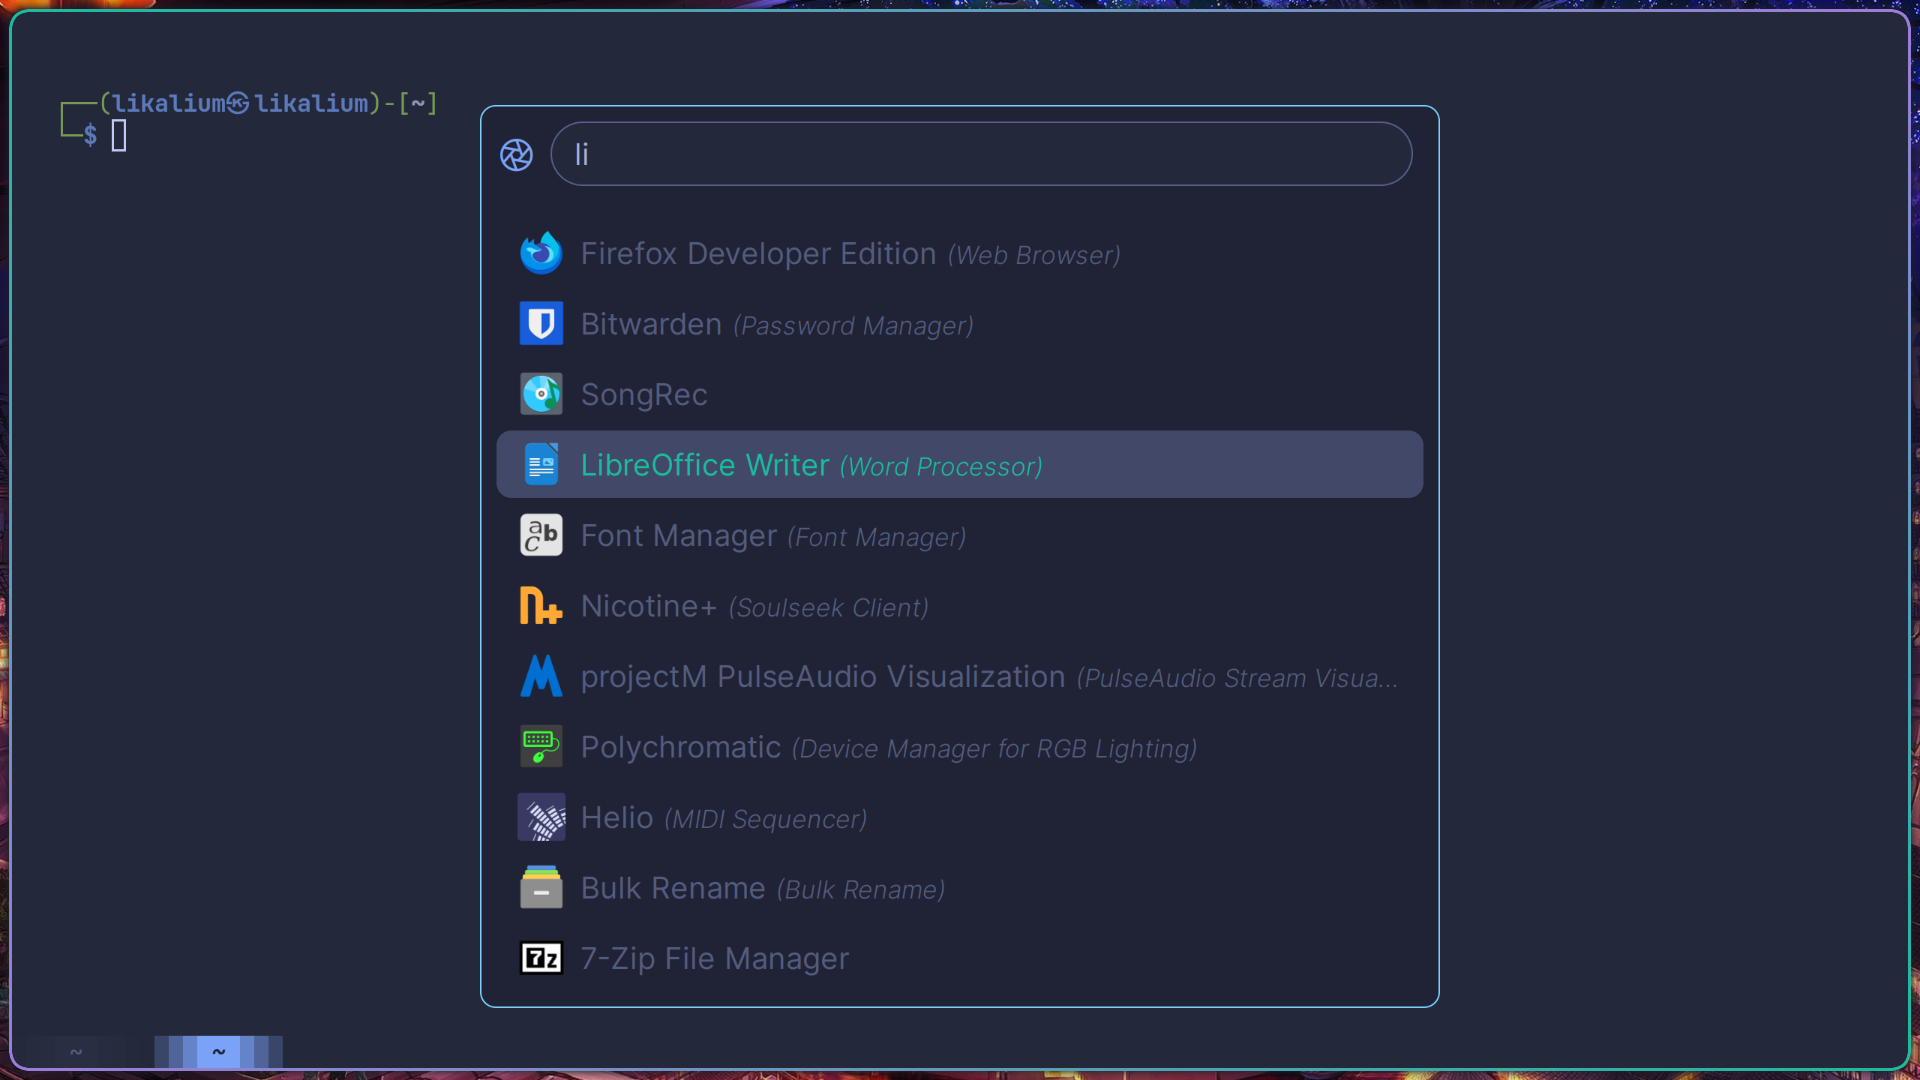 ┌──(likalium㉿likalium)-[~]
└─$
li
Firefox Developer Edition (Web Browser)
Bitwarden (Password Manager)
SongRec
LibreOffice Writer (Word Processor)
abc Font Manager (Font Manager)
n+ Nicotine+ (Soulseek Client)
projectM PulseAudio Visualization (PulseAudio Stream Visua...
Polychromatic (Device Manager for RGB Lighting)
Helio (MIDI Sequencer)
Bulk Rename (Bulk Rename)
7z 7-Zip File Manager
~ ~